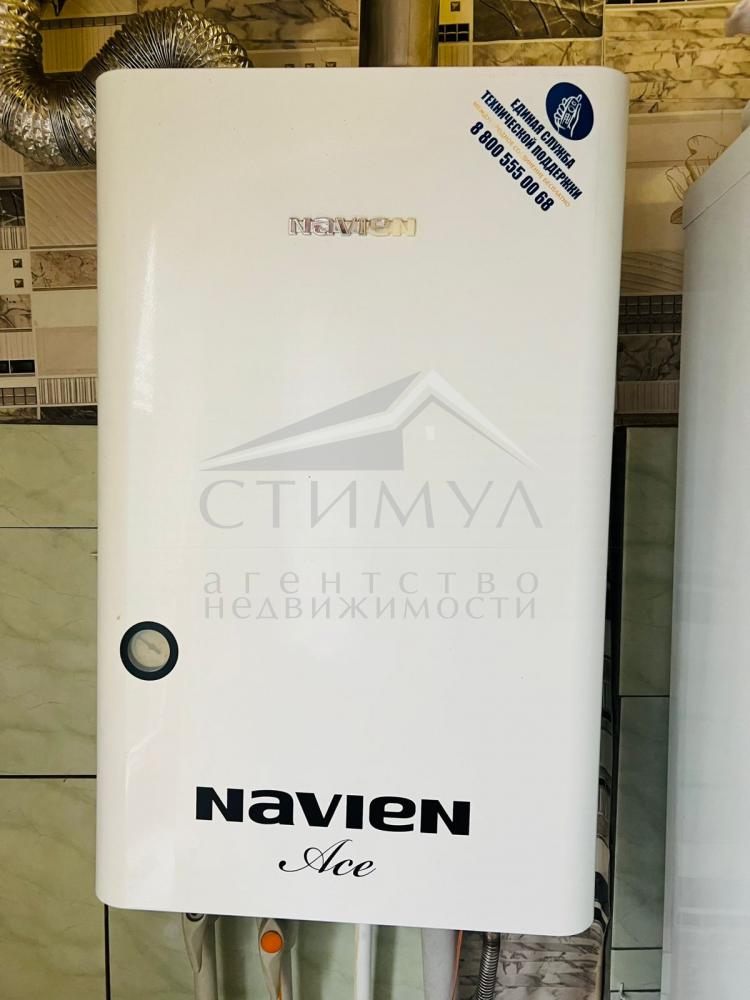 ЕДИНАЯ СЛУЖБА
ТЕХНИЧЕСКОЙ ПОДДЕРЖКИ
8 800 555 00 68
NAVIEN
СТИМУЛ
агентство
недвижимости
NAVIEN
Ace